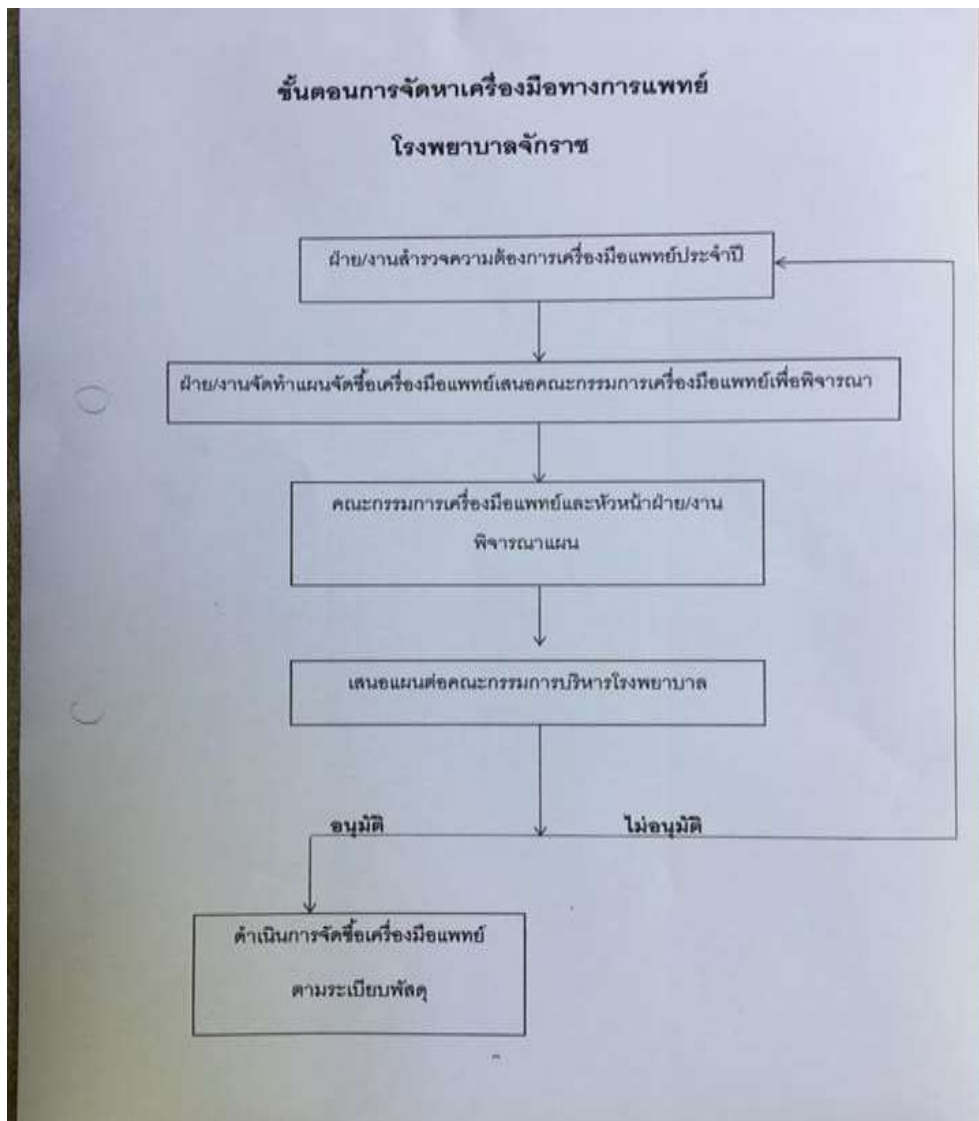 ขั้นตอนการจัดหาเครื่องมือทางการแพทย์
โรงพยาบาลจักราช
ฝ่าย/งานสำรวจความต้องการเครื่องมือแพทย์ประจำปี
ฝ่าย/งานจัดทำแผนจัดซื้อเครื่องมือแพทย์เสนอคณะกรรมการเครื่องมือแพทย์เพื่อพิจารณา
คณะกรรมการเครื่องมือแพทย์และหัวหน้าฝ่าย/งาน
พิจารณาแผน
เสนอแผนต่อคณะกรรมการบริหารโรงพยาบาล
อนุมัติ
ไม่อนุมัติ
ดำเนินการจัดซื้อเครื่องมือแพทย์
ตามระเบียบพัสดุ